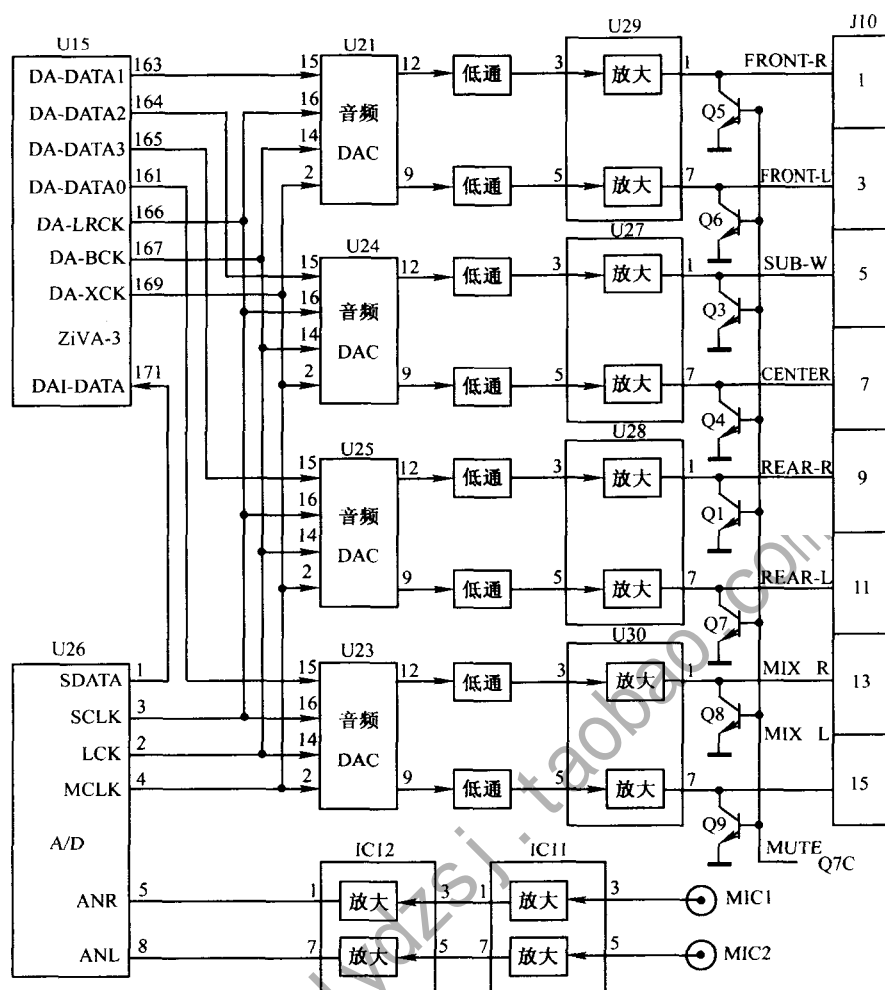 U15
U21
U29
J10
DA-DATA1 163
15
12
低通
3
放大
1
FRONT-R
1
DA-DATA2 164
16
音频
Q5
DA-DATA3 165
14
DAC
DA-DATA0 161
2
9
低通
5
放大
7
FRONT-L
3
DA-LRCK 166
Q6
DA-BCK 167
U24
U27
15
12
低通
3
放大
1
SUB-W
5
DA-XCK 169
16
音频
Q3
ZiVA-3
14
DAC
DAI-DATA 171
2
9
低通
5
放大
7
CENTER
7
Q4
U25
U28
15
12
低通
3
放大
1
REAR-R
9
16
音频
Q1
14
DAC
2
9
低通
5
放大
7
REAR-L
11
Q7
U26
U23
U30
SDATA 1
15
12
低通
3
放大
1
MIX R
13
SCLK 3
16
音频
Q8
LCK 2
14
DAC
MIX L
MCLK 4
2
9
低通
5
放大
7
15
Q9
A/D
IC12
IC11
MUTE
Q7C
ANR 5
1
放大
3
1
放大
3
MIC1
ANL 8
7
放大
5
7
放大
5
MIC2
dzsj.taobao.com